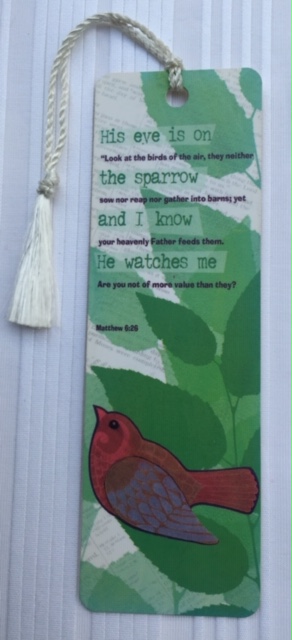 His eye is on
"Look at the birds of the air, they neither
the sparrow
sow nor reap nor gather into barns; yet
and I know
your heavenly Father feeds them.
He watches me
Are you not of more value than they?
Matthew 6:26